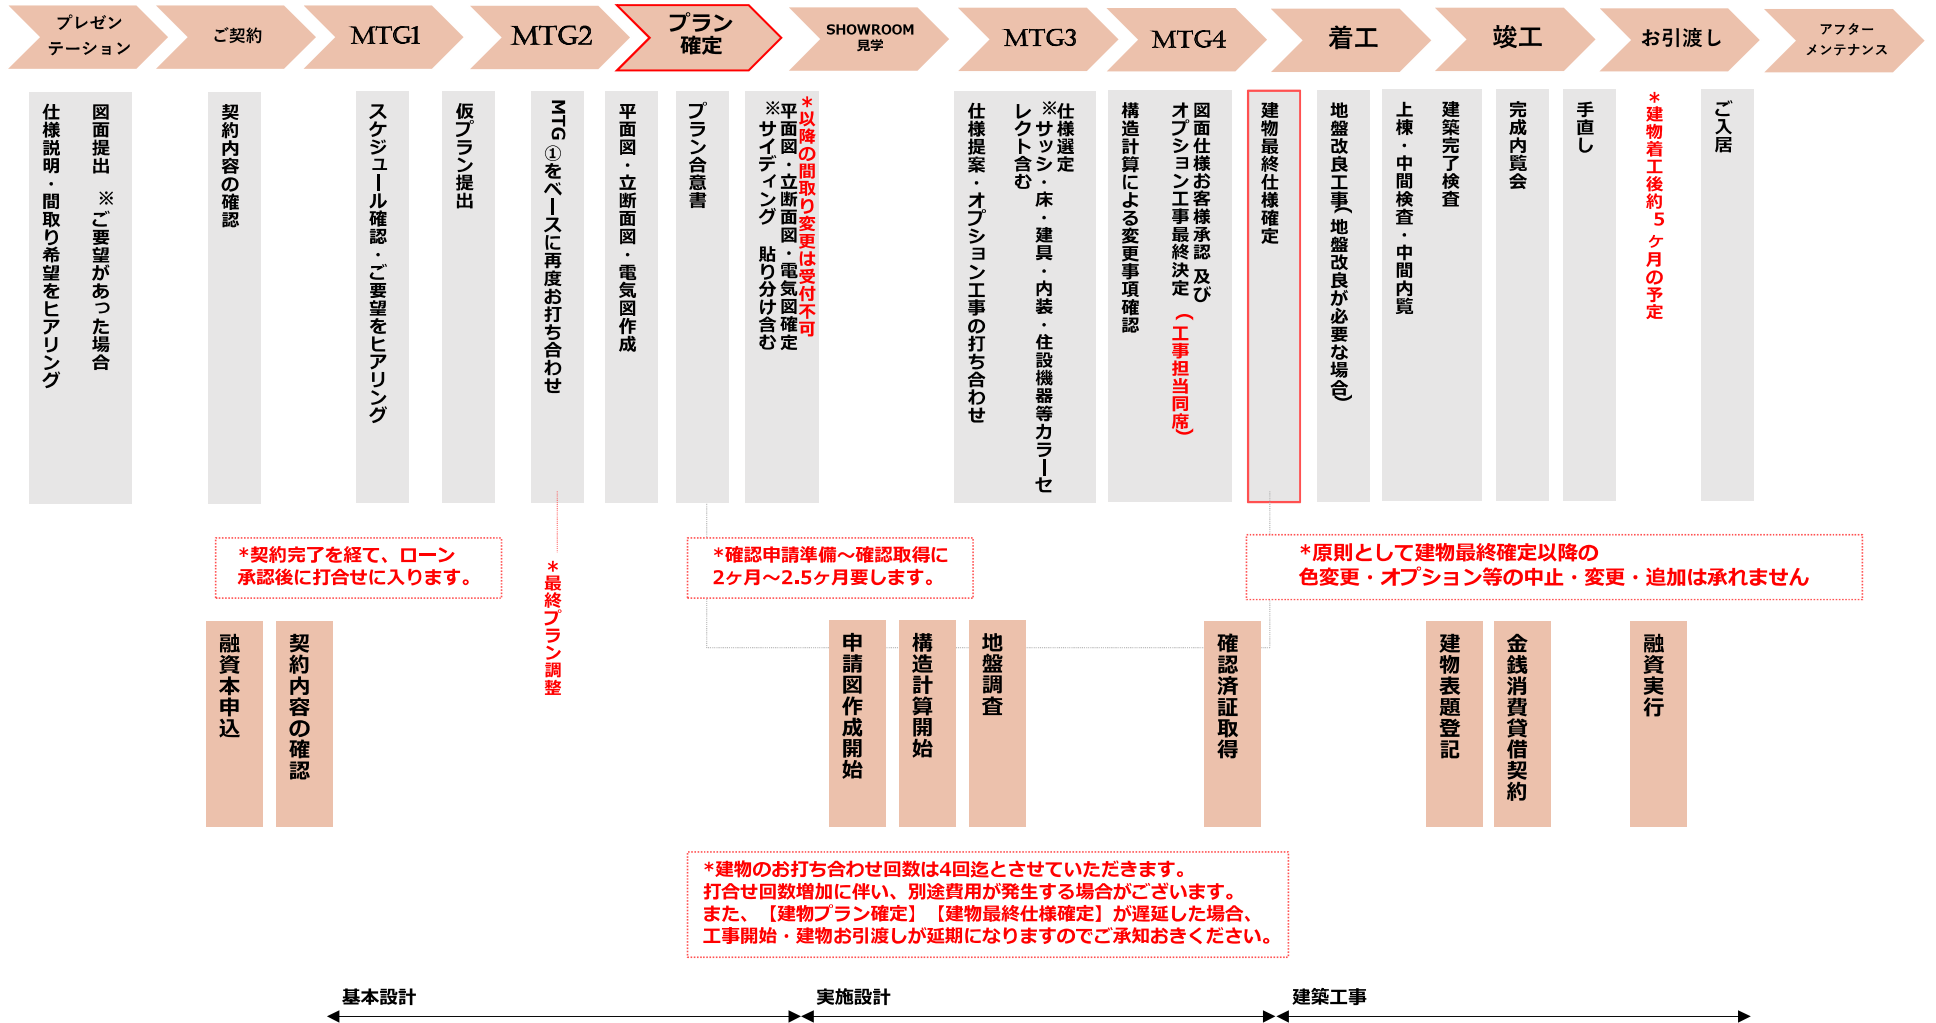 プレゼン
テーション
ご契約
MTG1
MTG2
プラン
確定
SHOWROOM
見学
MTG3
MTG4
着工
竣工
お引渡し
アフター
メンテナンス
図面提出　※ご要望があった場合
仕様説明・間取り希望をヒアリング
契約内容の確認
スケジュール確認・ご要望をヒアリング
仮プラン提出
MTG①をベースに再度お打ち合わせ
平面図・立断面図・電気図作成
プラン合意書
*以降の間取り変更は受付不可
平面図・立断面図・電気図確定
※サイディング　貼り分け含む
仕様選定
※サッシ・床・建具・内装・住設機器等カラーセ
レクト含む
仕様提案・オプション工事の打ち合わせ
図面仕様お客様承認 及び
オプション工事最終決定（工事担当同席）
構造計算による変更事項確認
建物最終仕様確定
地盤改良工事(地盤改良が必要な場合)
建築完了検査
上棟・中間検査・中間内覧
完成内覧会
手直し
*建物着工後約５ヶ月の予定
ご入居
*契約完了を経て、ローン
承認後に打合せに入ります。
*最終プラン調整
*確認申請準備～確認取得に
2ヶ月～2.5ヶ月要します。
*原則として建物最終確定以降の
色変更・オプション等の中止・変更・追加は承れません
融資本申込
契約内容の確認
申請図作成開始
構造計算開始
地盤調査
確認済証取得
建物表題登記
金銭消費貸借契約
融資実行
*建物のお打ち合わせ回数は4回迄とさせていただきます。
打合せ回数増加に伴い、別途費用が発生する場合がございます。
また、【建物プラン確定】【建物最終仕様確定】が遅延した場合、
工事開始・建物お引渡しが延期になりますのでご承知おきください。
基本設計
実施設計
建築工事